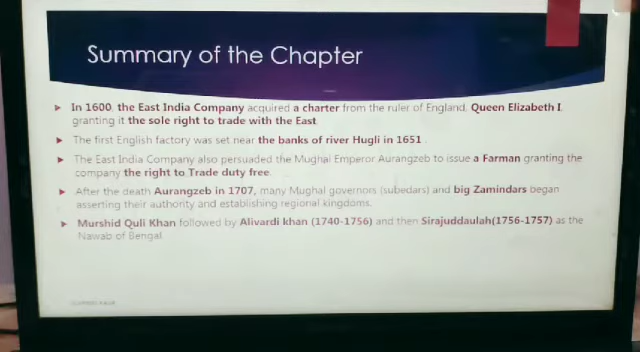 Summary of the Chapter
In 1600, the East India Company acquired a charter from the ruler of England, Queen Elizabeth I,
granting it the sole right to trade with the East
The first English factory was set near the banks of river Hugli in 1651 .
The East India Company also persuaded the Mughal Emperor Aurangzeb to issue a Farman granting the
company the right to Trade duty free.
After the death Aurangzeb in 1707, many Mughal governors (subedars) and big Zamindars began
asserting their authority and establishing regional kingdoms.
Murshid Quli Khan followed by Alivardi khan (1740-1756) and then Sirajuddaulah(1756-1757) as the
Nawab of Bengal